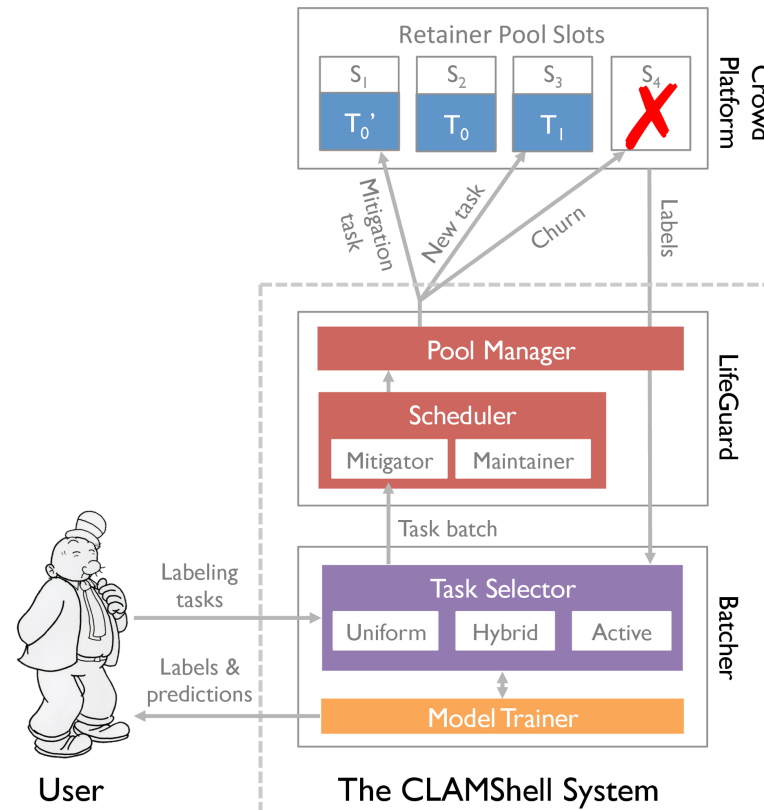 Retainer Pool Slots
S1 S2 S3 S4
T0' T0 T1
Crowd
Platform
Mitigation
task
New task
Churn
Labels
Pool Manager
Scheduler
Mitigator Maintainer
LifeGuard
Task batch
Labeling
tasks
Task Selector
Uniform Hybrid Active
Batcher
Labels &
predictions
Model Trainer
User
The CLAMShell System